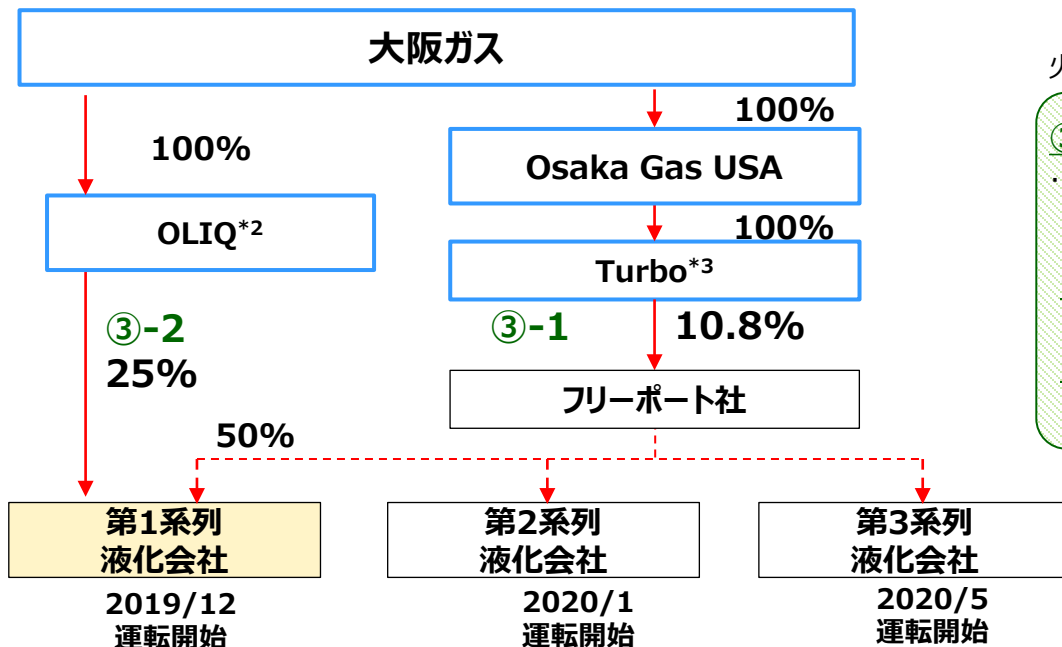 大阪ガス
火
100%
100%
Osaka Gas USA
OLIQ*2
100%
Turbo*3
③-2
25%
③-1
10.8%
フリーポート社
50%
第1系列
液化会社
第2系列
液化会社
第3系列
液化会社
2019/12
運転開始
2020/1
運転開始
2020/5
運転開始